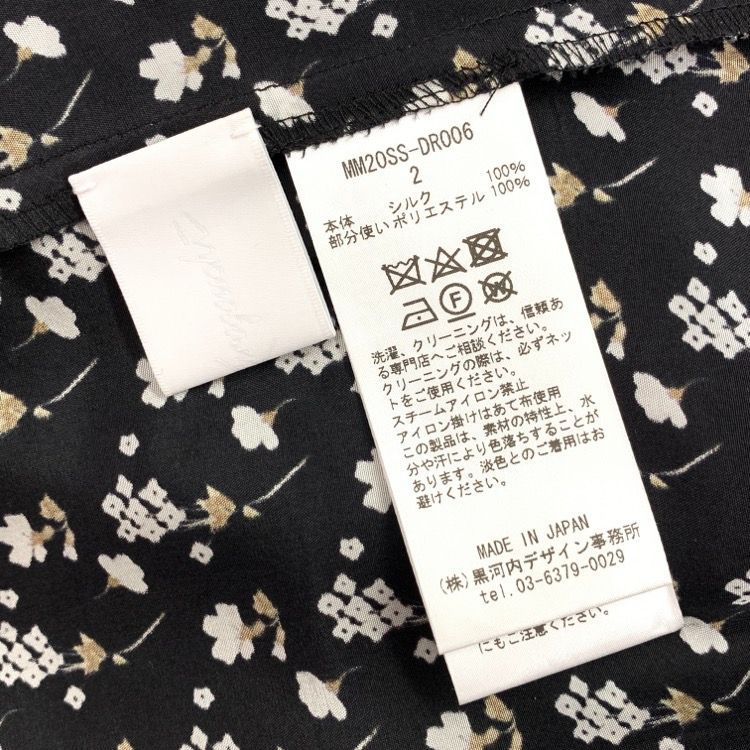 MM20SS-DR006
2
本体 シルク 100%
部分使い ポリエステル 100%
F
W
洗濯、クリーニングは、信頼あ
る専門店へご相談ください。
クリーニングの際は、必ずネッ
トをご使用ください。
スチームアイロン禁止
アイロン掛けはあて布使用
この製品は、素材の特性上、水
分や汗により色落ちすることが
あります。淡色とのご着用はお
避けください。
MADE IN JAPAN
(株)黒河内デザイン事務所
tel.03-6379-0029
にもご注意ください。